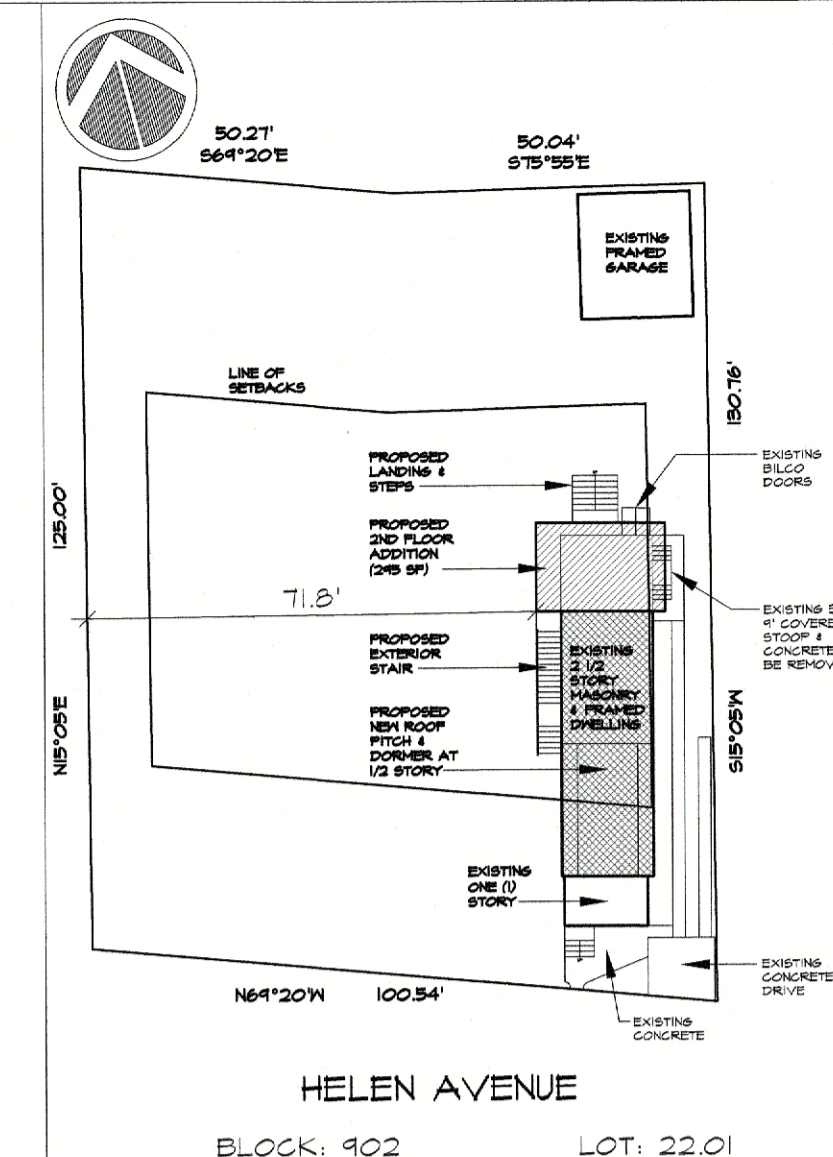 50.27'
S69°20'E
50.04'
S75°55'E
EXISTING
FRAMED
GARAGE
LINE OF
SETBACKS
130.76'
PROPOSED
LANDING &
STEPS
EXISTING
BILCO
DOORS
125.00'
PROPOSED
2ND FLOOR
ADDITION
(295 SF)
71.8'
EXISTING
9' COVERE
STOOP &
CONCRETE
BE REMOV
PROPOSED
EXTERIOR
STAIR
EXISTING
2 1/2
STORY
MASONRY
& FRAMED
DWELLING
N15°05'E
S15°05'W
PROPOSED
NEW ROOF
PITCH &
DORMER AT
1/2 STORY
EXISTING
ONE (1)
STORY
EXISTING
CONCRETE
DRIVE
N69°20'W 100.54'
EXISTING
CONCRETE
HELEN AVENUE
BLOCK: 902 LOT: 22.01